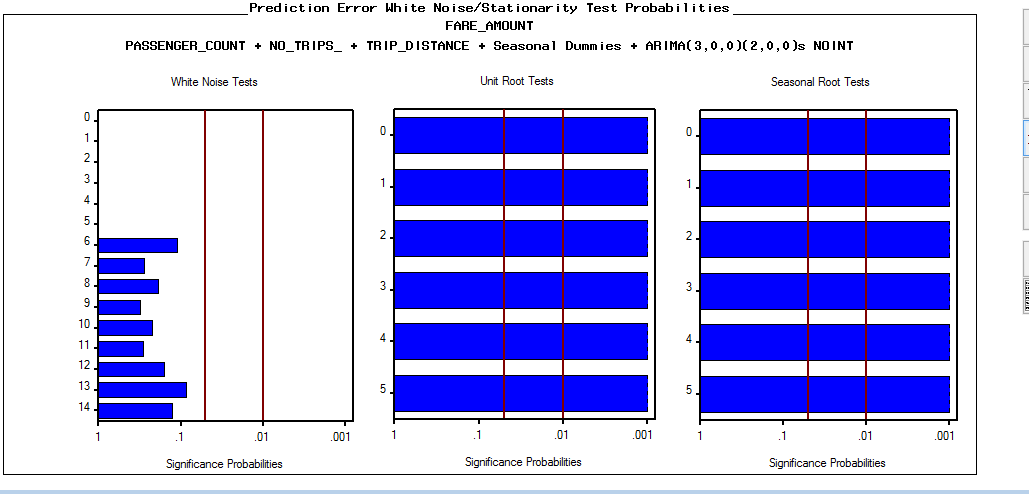 Prediction Error White Noise/Stationarity Test Probabilities
FARE_AMOUNT
PASSENGER_COUNT + NO_TRIPS_ + TRIP_DISTANCE + Seasonal Dummies + ARIMA(3,0,0)(2,0,0)s NOINT
White Noise Tests
0
1
2
3
4
5
6
7
8
9
10
11
12
13
14
1 .1 .01 .001
Significance Probabilities
Unit Root Tests
0
1
2
3
4
5
1 .1 .01 .001
Significance Probabilities
Seasonal Root Tests
0
1
2
3
4
5
1 .1 .01 .001
Significance Probabilities